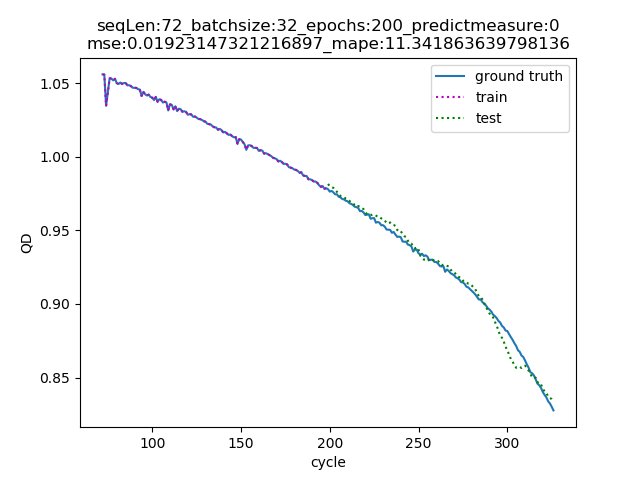 seqLen:72_batchsize:32_epochs:200_predictmeasure:0
mse:0.01923147321216897_mape:11.341863639798136
ground truth
train
test
1.05
1.00
0.95
0.90
0.85
QD
100 150 200 250 300
cycle